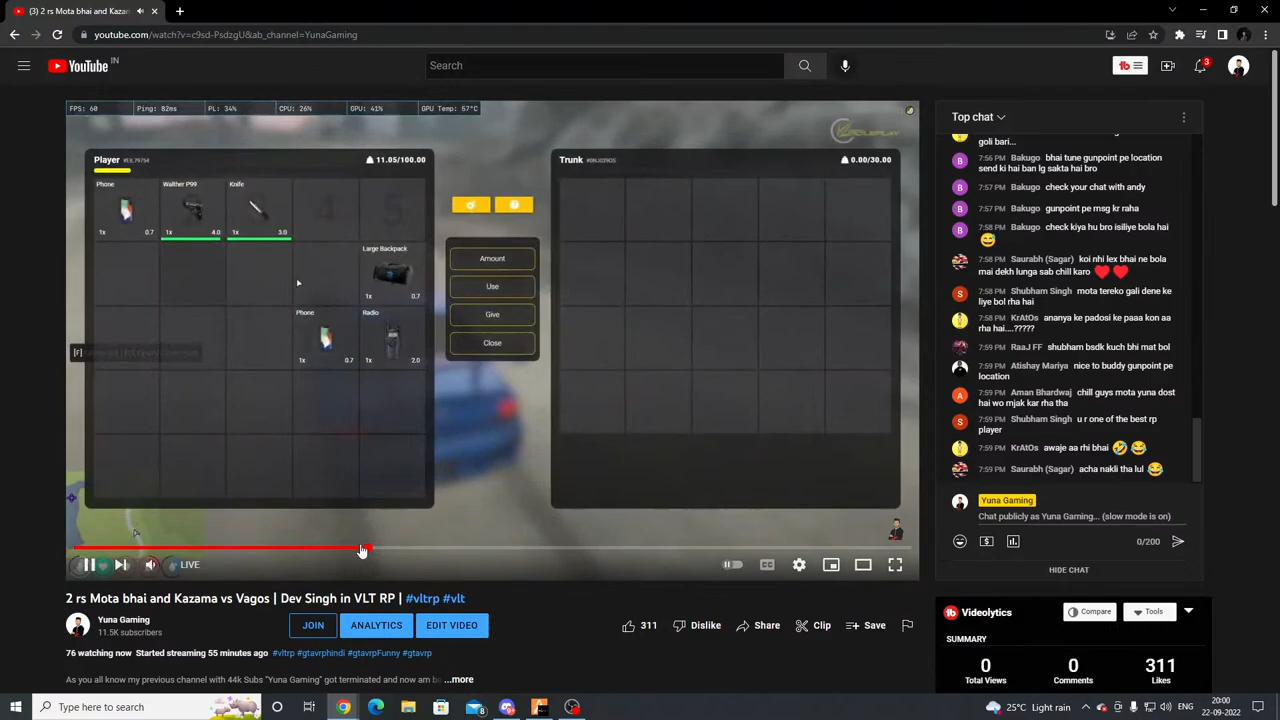 (3) 2 rs Mota bhai and Kazama
youtube.com/watch?v=c9sd-PsdzgU&ab_channel=YunaGaming
YouTube IN
Search
3
FPS: 60 Ping: 82ms PL: 34% CPU: 26% GPU: 41% GPU Temp: 57°C
Player #EIL79754 11.05/100.00
Phone Walther P99 Knife 4 5
1x 0.7 1x 4.0 1x 3.0
Large Backpack
1x 0.7
Phone Radio
1x 0.7 1x 2.0
Amount
Use
Give
Close
Trunk 0.00/30.00
[F]
LIVE
2 rs Mota bhai and Kazama vs Vagos | Dev Singh in VLT RP | #vltrp #vlt
Yuna Gaming
11.5K subscribers
JOIN ANALYTICS EDIT VIDEO
311 Dislike Share Clip Save
76 watching now Started streaming 55 minutes ago #vltrp #gtavrphindi #gtavrpFunny #gtavrp
As you all know my previous channel with 44k Subs "Yuna Gaming" got terminated and now am b ...more
Top chat
goli bari...
7:56 PM Bakugo bhai tune gunpoint pe location
send ki hai ban lg sakta hai bro
7:57 PM Bakugo check your chat with andy
7:57 PM Bakugo gunpoint pe msg kr raha
7:58 PM Bakugo check kiya hu bro isiliye bola hai
7:58 PM Saurabh (Sagar) koi nhi lex bhai ne bola
mai dekh lunga sab chill karo
7:58 PM Shubham Singh mota tereko gali dene ke
liye bol rha hai
7:58 PM KrAtOs ananya ke padosi ke paaa kon aa
rha hai....?????
7:59 PM RaaJ FF shubham bsdk kuch bhi mat bol
7:59 PM Atishay Mariya nice to buddy gunpoint pe
location
7:59 PM Aman Bhardwaj chill guys mota yuna dost
hai wo mjak kar rha tha
7:59 PM Shubham Singh u r one of the best rp
player
7:59 PM KrAtOs awaje aa rhi bhai
7:59 PM Saurabh (Sagar) acha nakli tha lul
Yuna Gaming
Chat publicly as Yuna Gaming... (slow mode is on)
0/200
HIDE CHAT
Videolytics Compare Tools
SUMMARY
0 0 311
Total Views Comments Likes
Type here to search
8
25°C Light rain
ENG
20:00
22-09-2022